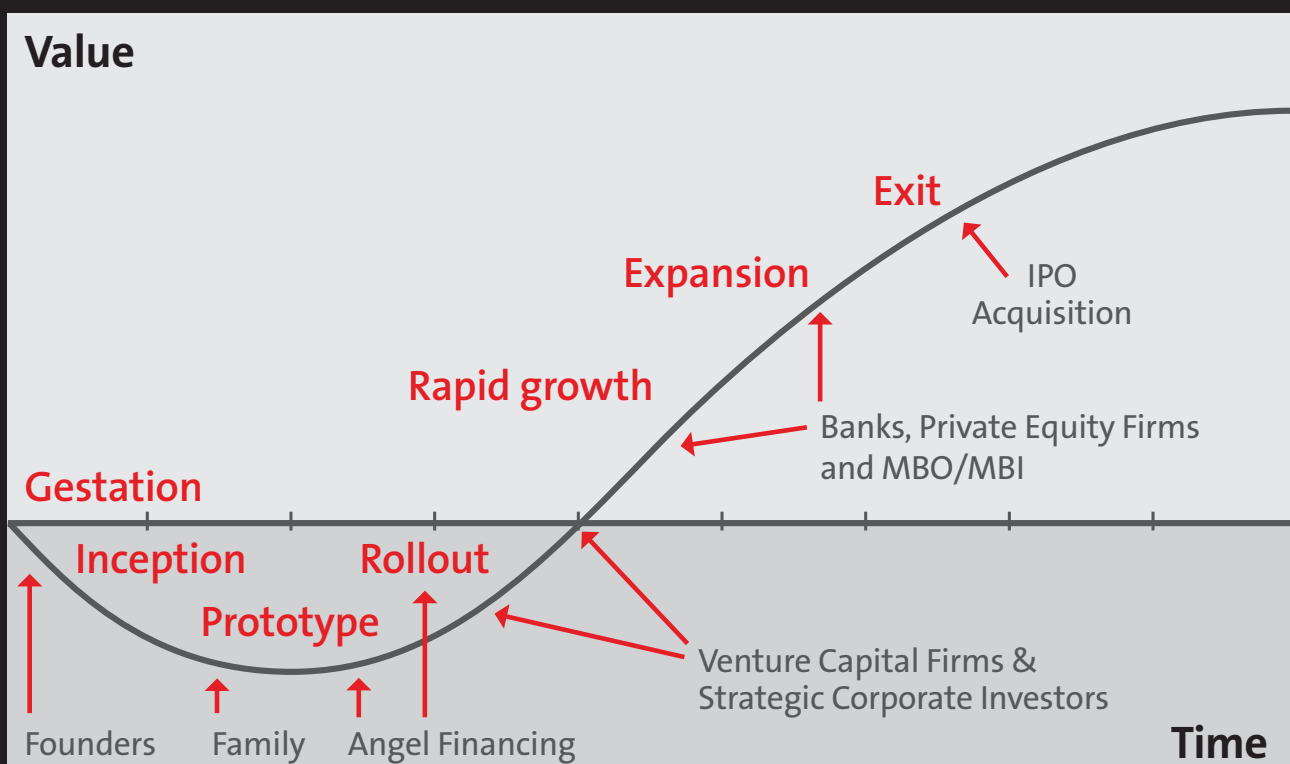 Value
Exit
Expansion
IPO
Acquisition
Rapid growth
Banks, Private Equity Firms
and MBO/MBI
Gestation
Inception
Rollout
Prototype
Venture Capital Firms &
Strategic Corporate Investors
Founders
Family
Angel Financing
Time